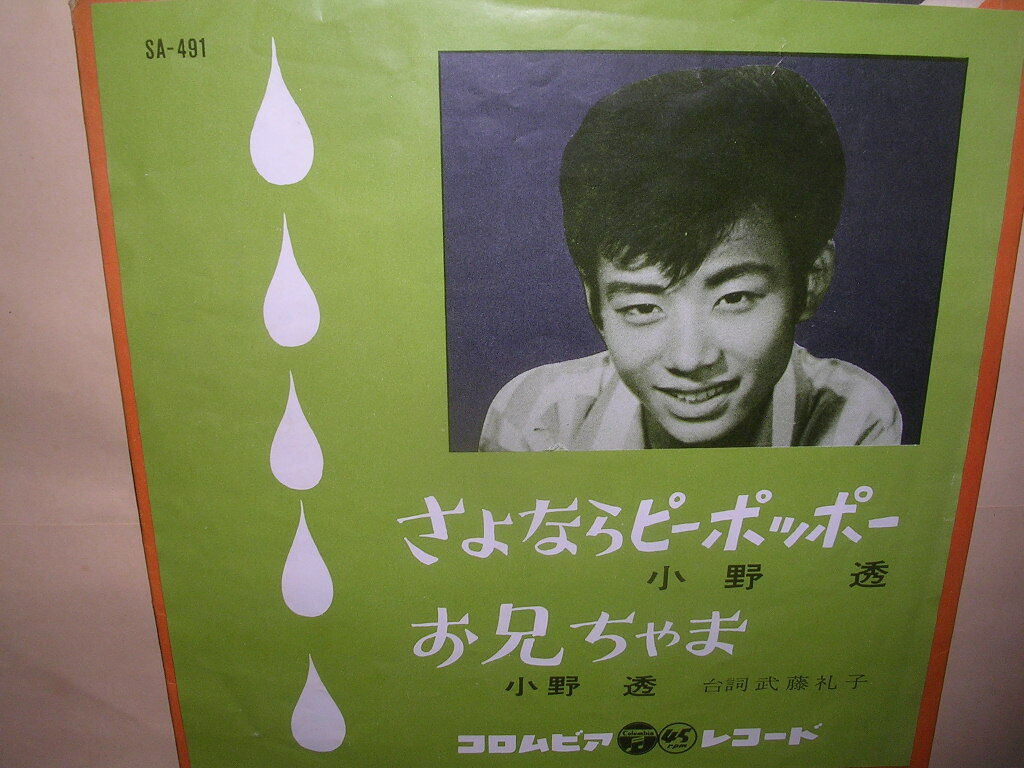 SA-491
さよならピーポッポー
小野 透
お兄ちゃま
小野 透 台詞 武藤礼子
コロムビア Columbia 45 rpm レコード